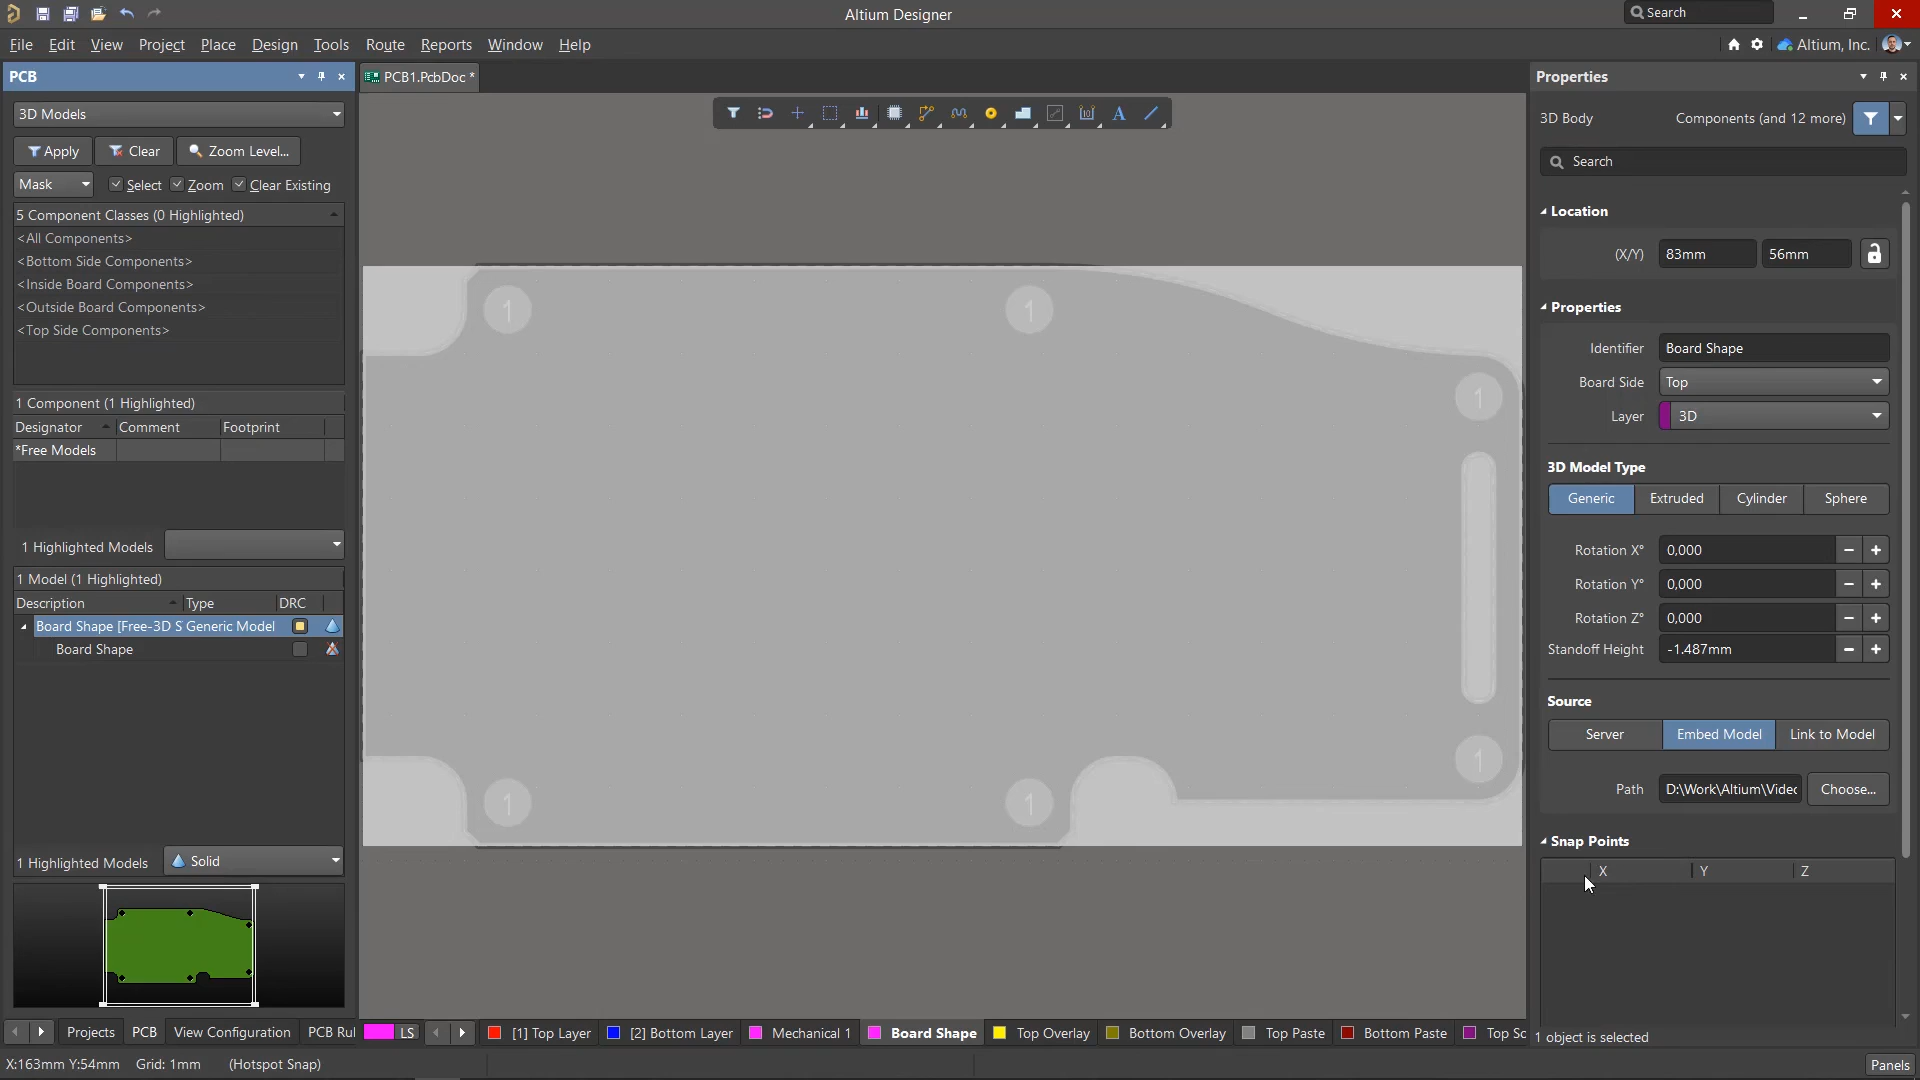 Altium Designer
Search
File Edit View Project Place Design Tools Route Reports Window Help
Altium, Inc.
PCB
PCB1.PcbDoc *
Properties
3D Models
3D Body
Components (and 12 more)
Apply
Clear
Zoom Level...
Search
Mask
Select
Zoom
Clear Existing
5 Component Classes (0 Highlighted)
Location
<All Components>
<Bottom Side Components>
(X/Y)
83mm
56mm
<Inside Board Components>
<Outside Board Components>
Properties
<Top Side Components>
1
1
Identifier
Board Shape
Board Side
Top
1
1 Component (1 Highlighted)
Layer
3D
Designator
Comment
Footprint
*Free Models
3D Model Type
Generic
Extruded
Cylinder
Sphere
1 Highlighted Models
Rotation X°
0,000
1 Model (1 Highlighted)
Rotation Y°
0,000
Description
Type
DRC
Rotation Z°
0,000
Board Shape [Free-3D S Generic Model
Board Shape
Standoff Height
-1.487mm
Source
Server
Embed Model
Link to Model
1
Path
D:\Work\Altium\Videc
Choose...
1
1
Snap Points
1 Highlighted Models
Solid
X
Y
Z
Projects
PCB
View Configuration
PCB Rul
LS
[1] Top Layer
[2] Bottom Layer
Mechanical 1
Board Shape
Top Overlay
Bottom Overlay
Top Paste
Bottom Paste
Top So
1 object is selected
X:163mm Y:54mm
Grid: 1mm
(Hotspot Snap)
Panels